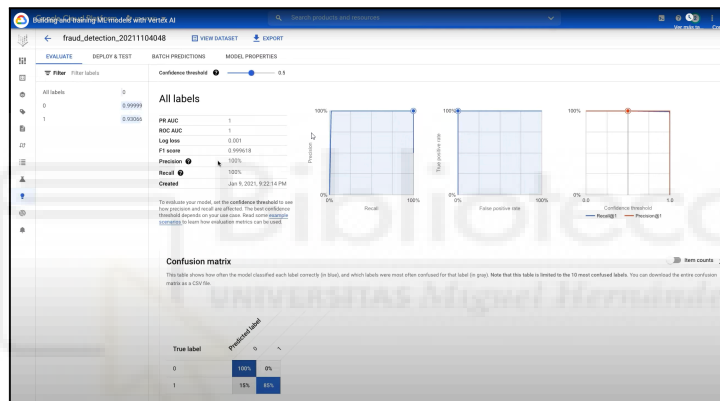 Building and training ML models with Vertex AI
Search products and resources
fraud_detection_20211104048
VIEW DATASET
EXPORT
EVALUATE
DEPLOY & TEST
BATCH PREDICTIONS
MODEL PROPERTIES
Filter Filter labels
Confidence threshold
0.5
All labels 0
0 0.99999
1 0.93066
All labels
PR AUC 1
ROC AUC 1
Log loss 0.001
F1 score 0.999618
Precision 100%
Recall 100%
Created Jan 9, 2021, 9:22:14 PM
To evaluate your model, set the confidence threshold to see
how precision and recall are affected. The best confidence
threshold depends on your use case. Read some example
scenarios to learn how evaluation metrics can be used.
100%
Precision
0%
0%
100%
Recall
100%
True positive rate
0%
0%
100%
False positive rate
100%
0%
0.0
1.0
Confidence threshold
Recall@1
Precision@1
Confusion matrix
Item counts
This table shows how often the model classified each label correctly (in blue), and which labels were most often confused for that label (in gray). Note that this table is limited to the 10 most confused labels. You can download the entire confusion
matrix as a CSV file.
True label
Predicted label
0
1
0 100% 0%
1 15% 85%
Biblioteca
UNIVERSITAS Miguel Hernández